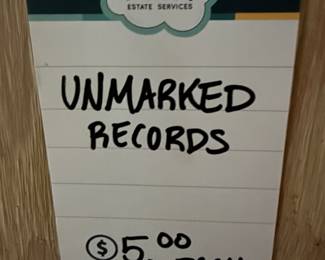 ESTATE SERVICES
UNMARKED
RECORDS
$5.00